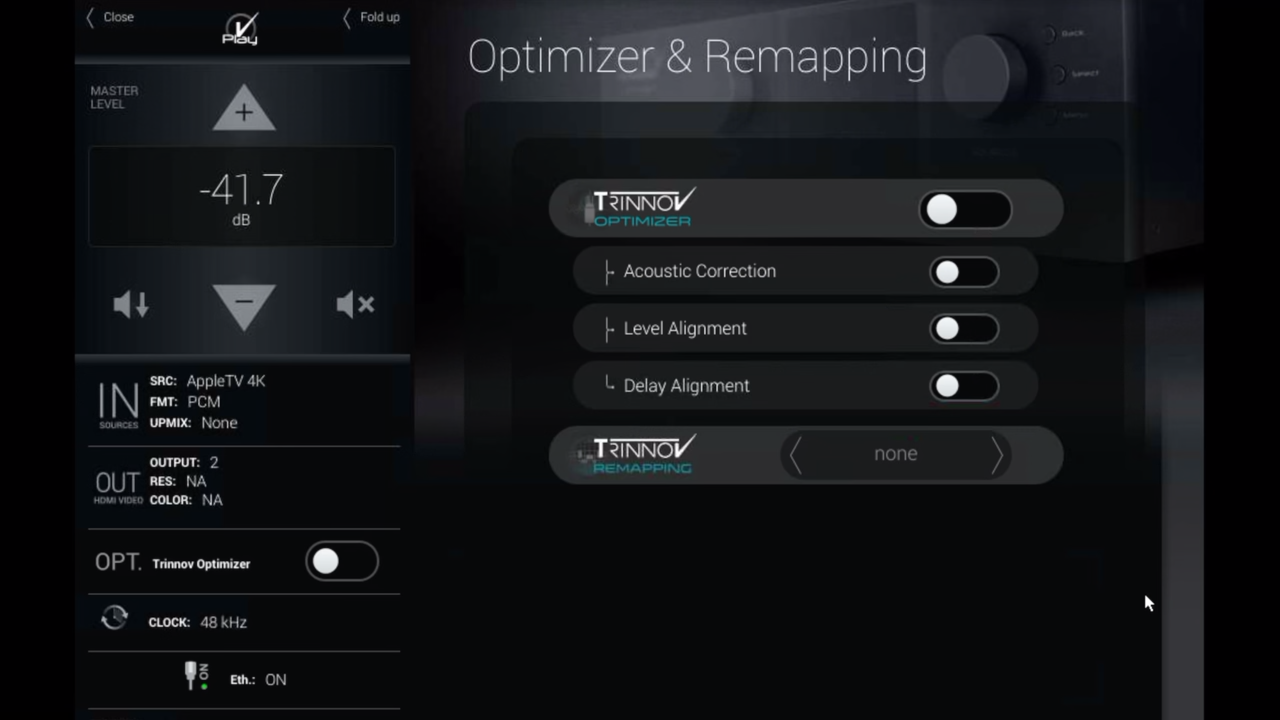 Close
Fold up
Play
MASTER
LEVEL
+
-41.7
dB
−
IN
SOURCES
SRC: AppleTV 4K
FMT: PCM
UPMIX: None
OUT
HDMI VIDEO
OUTPUT: 2
RES: NA
COLOR: NA
OPT. Trinnov Optimizer
CLOCK: 48 kHz
ON
Eth.: ON
Optimizer & Remapping
Back
Select
TRINNOV
OPTIMIZER
Acoustic Correction
Level Alignment
Delay Alignment
TRINNOV
REMAPPING
none